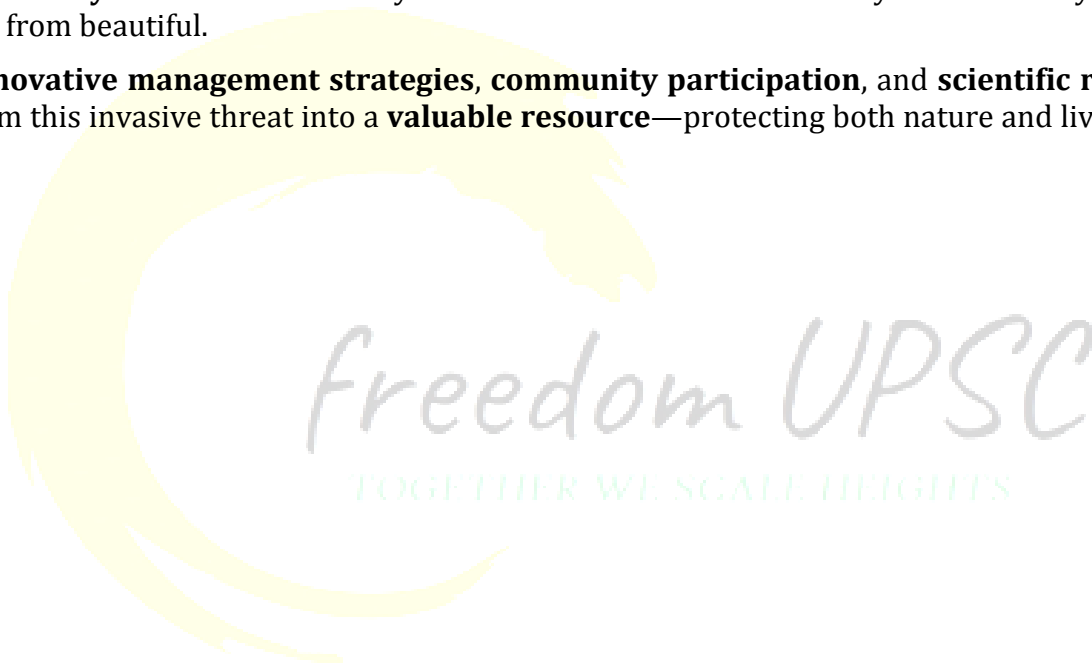 from beautiful.
novative management strategies, community participation, and scientific r
m this invasive threat into a valuable resource—protecting both nature and liv
freedom UPSC
TOGETHER WE SCALE HEIGHTS